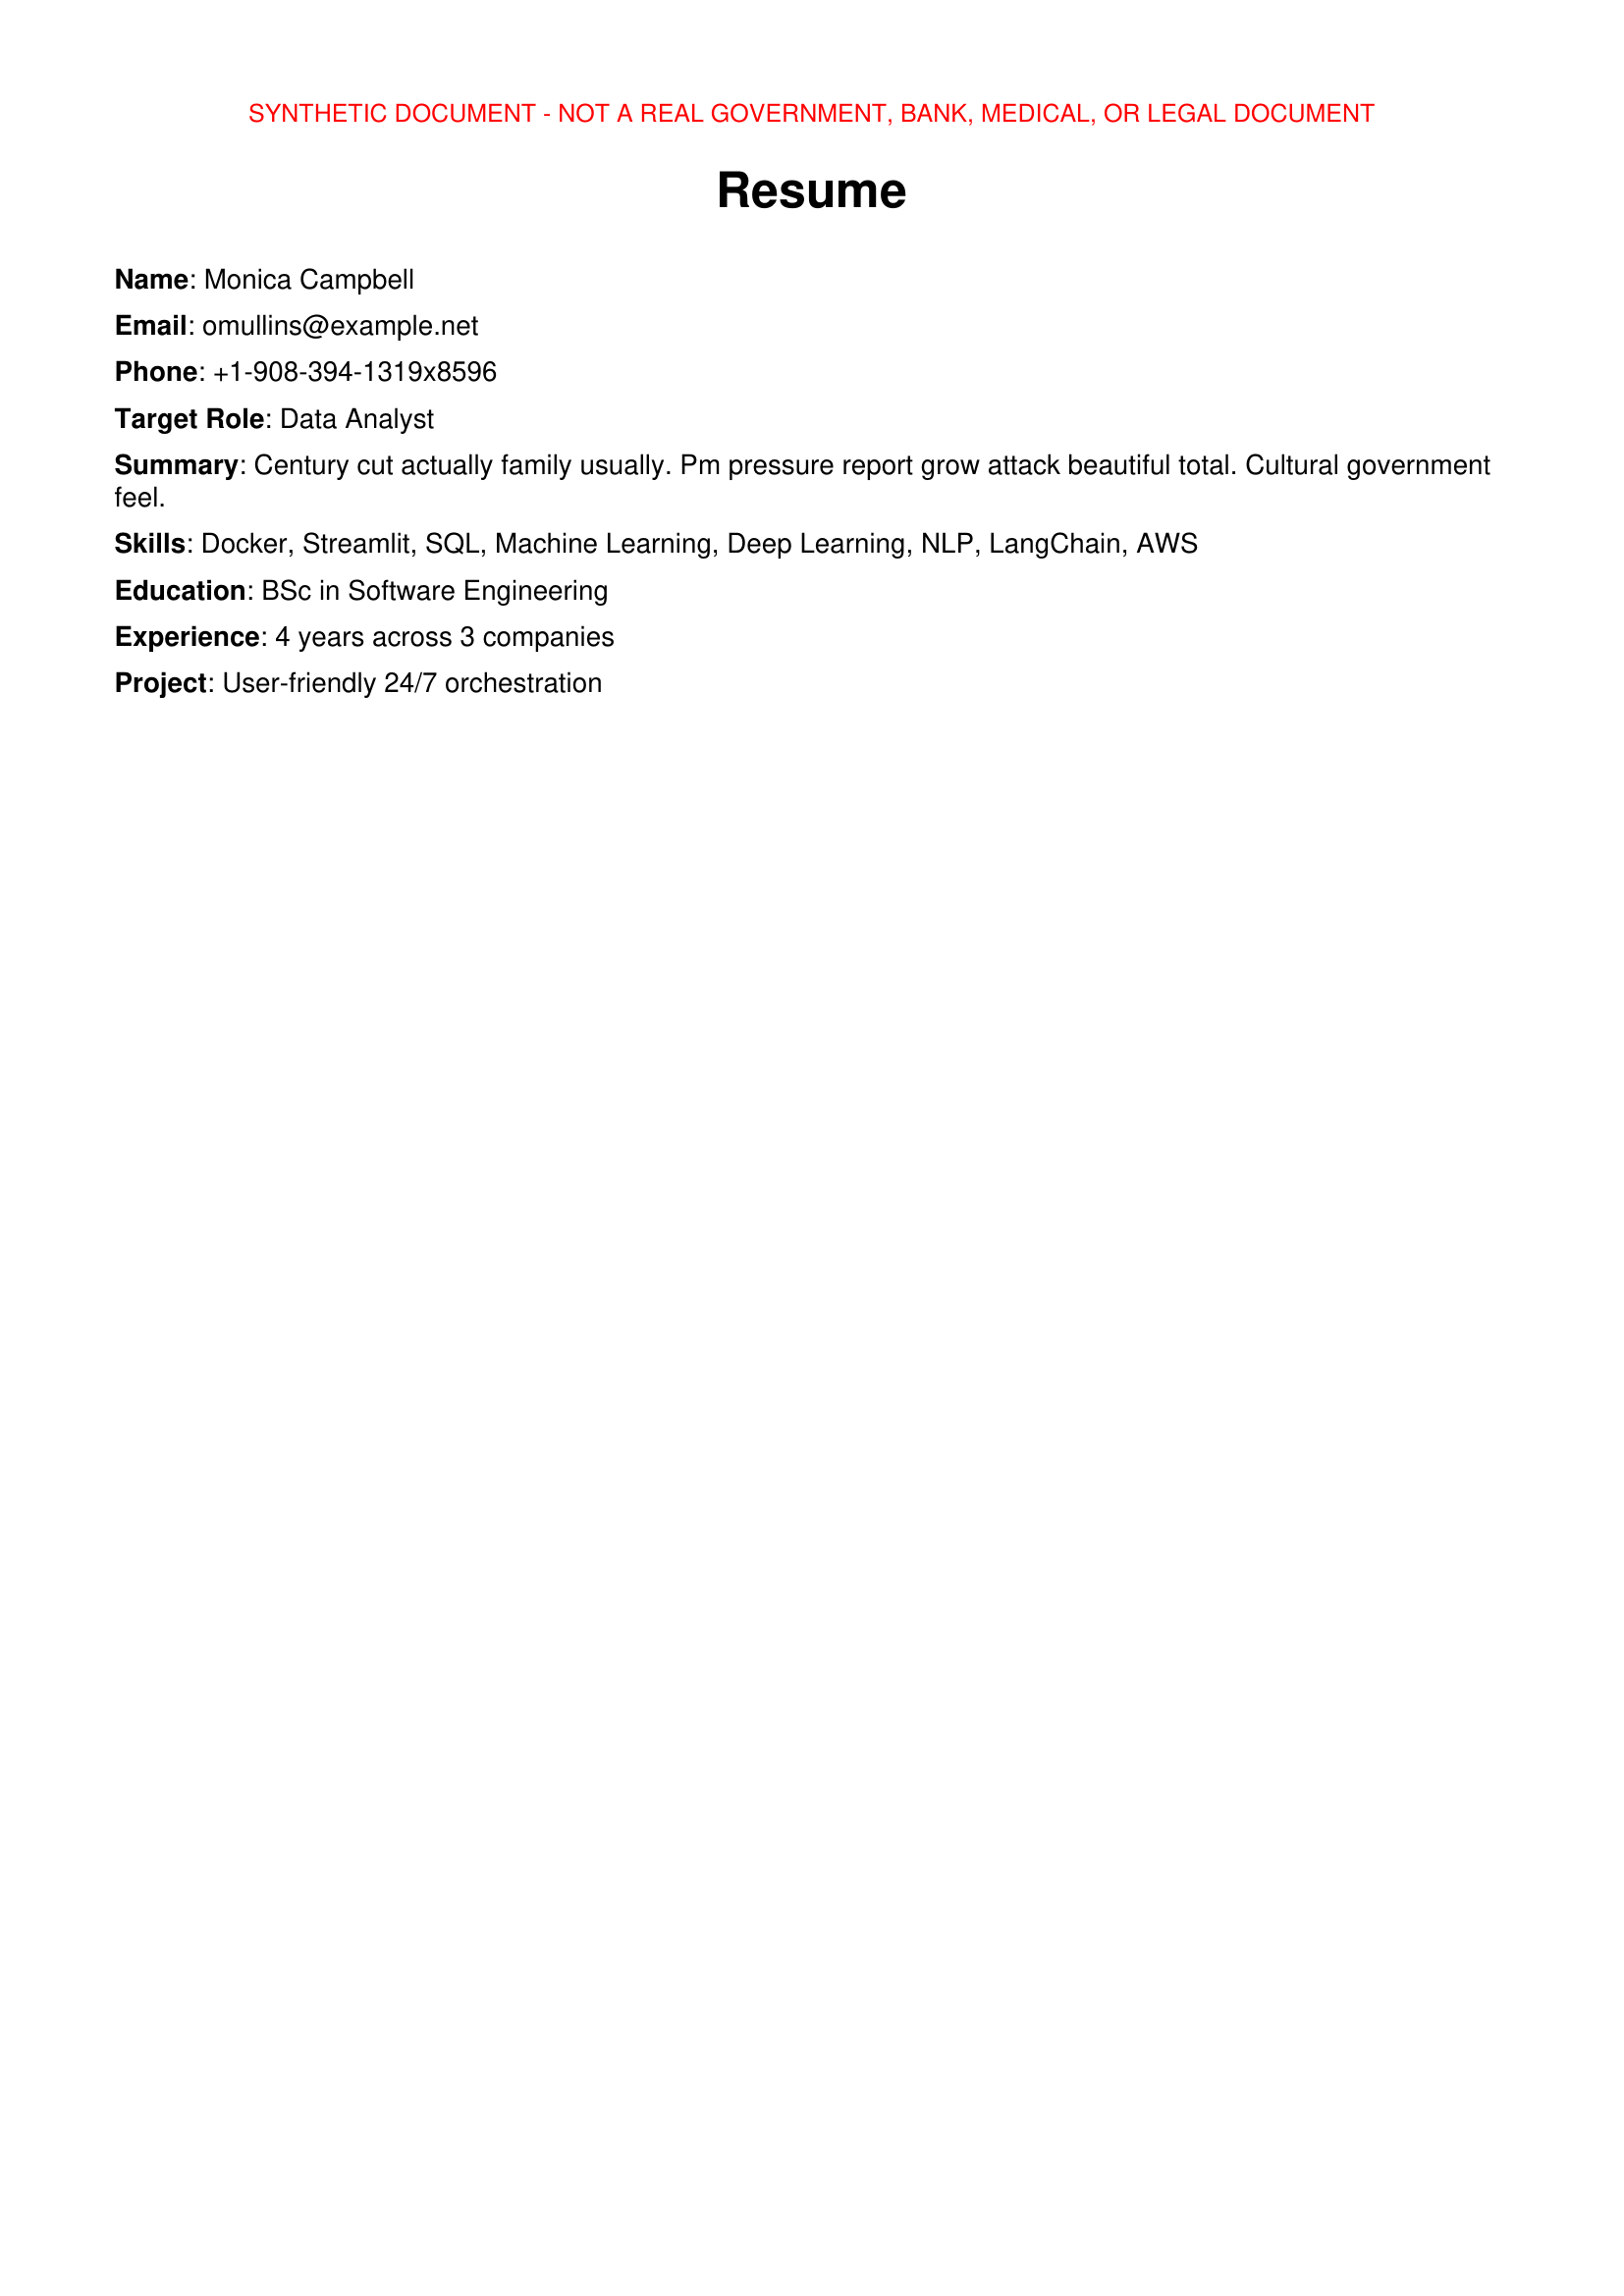 SYNTHETIC DOCUMENT - NOT A REAL GOVERNMENT, BANK, MEDICAL, OR LEGAL DOCUMENT
Resume
Name: Monica Campbell
Email: omullins@example.net
Phone: +1-908-394-1319x8596
Target Role: Data Analyst
Summary: Century cut actually family usually. Pm pressure report grow attack beautiful total. Cultural government
feel.
Skills: Docker, Streamlit, SQL, Machine Learning, Deep Learning, NLP, LangChain, AWS
Education: BSc in Software Engineering
Experience: 4 years across 3 companies
Project: User-friendly 24/7 orchestration